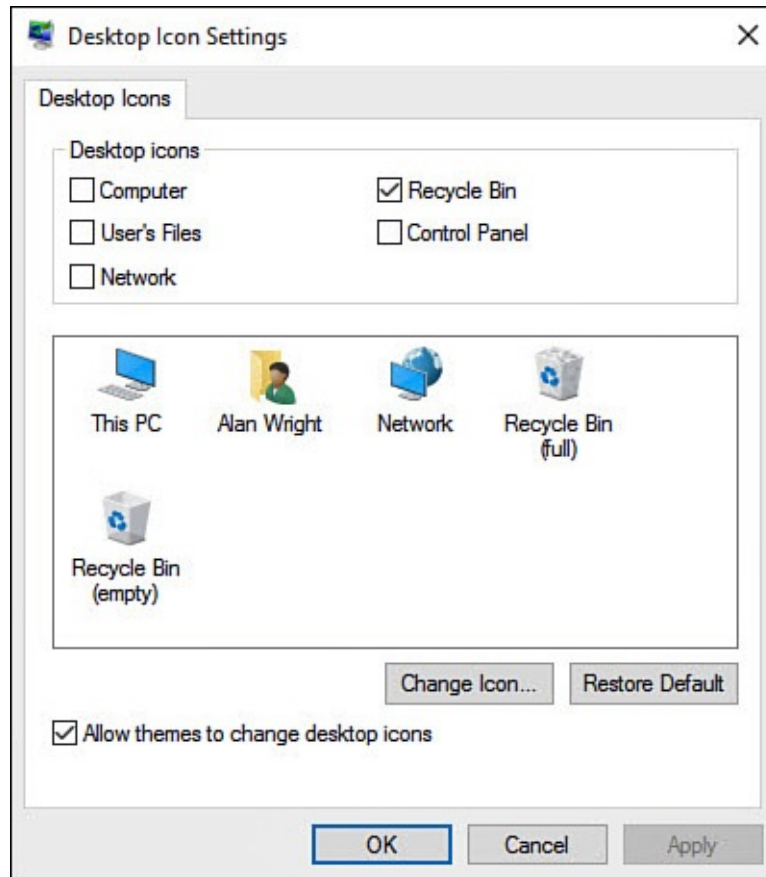 Desktop Icon Settings
Desktop Icons
Desktop icons
Computer
Recycle Bin
User's Files
Control Panel
Network
This PC
Alan Wright
Network
Recycle Bin
(full)
Recycle Bin
(empty)
Change Icon...
Restore Default
Allow themes to change desktop icons
OK
Cancel
Apply